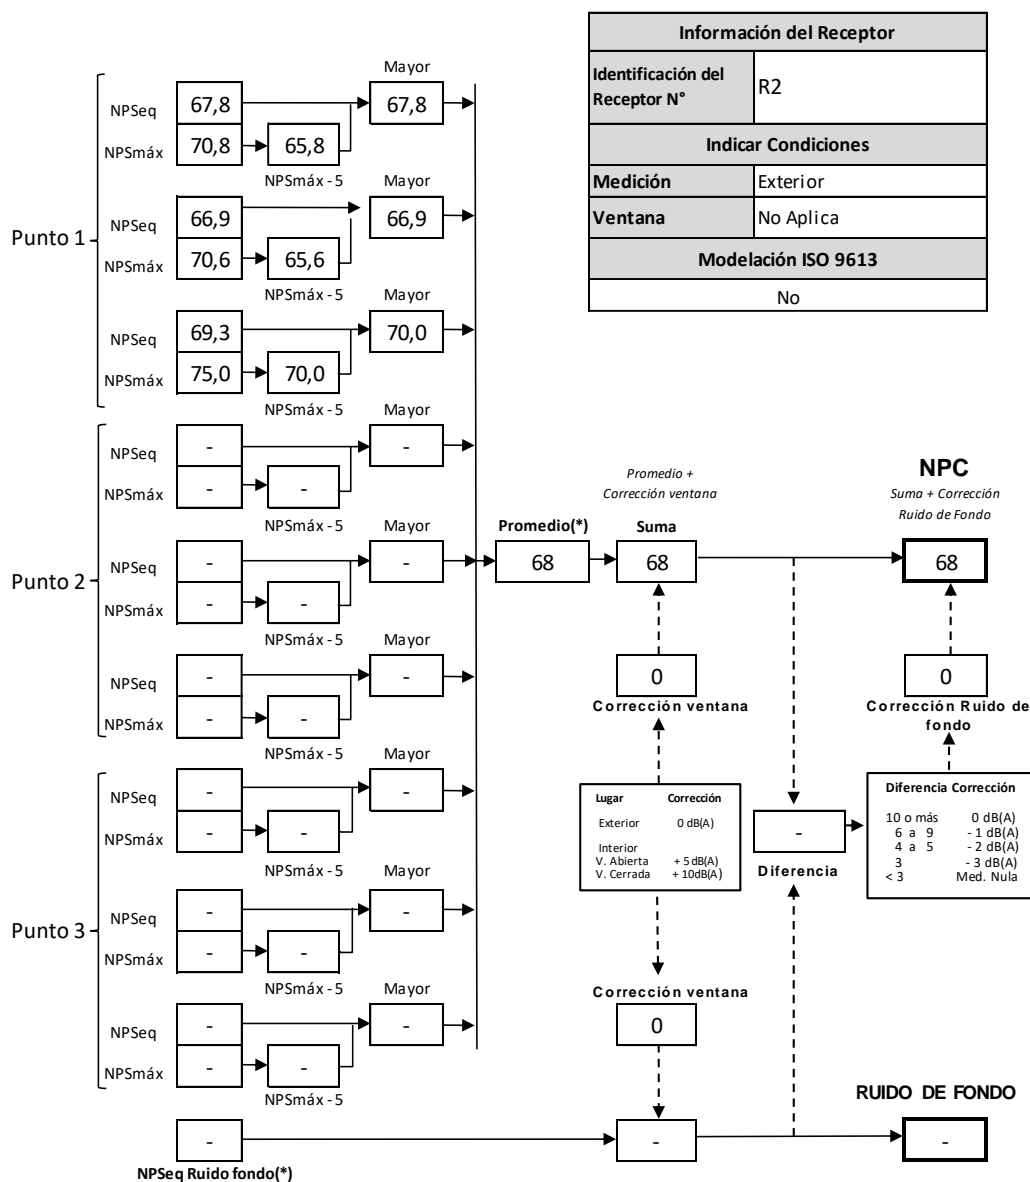 Información del Receptor
Identificación del Receptor N°
R2
Indicar Condiciones
Medición
Exterior
Ventana
No Aplica
Modelación ISO 9613
No
Punto 1
Mayor
NPSeq
67,8
67,8
NPSmáx
70,8
65,8
NPSmáx - 5
Mayor
NPSeq
66,9
66,9
NPSmáx
70,6
65,6
NPSmáx - 5
Mayor
NPSeq
69,3
70,0
NPSmáx
75,0
70,0
NPSmáx - 5
Punto 2
Mayor
NPSeq
-
-
NPSmáx
-
-
NPSmáx - 5
Mayor
NPSeq
-
-
NPSmáx
-
-
NPSmáx - 5
Mayor
NPSeq
-
-
NPSmáx
-
-
NPSmáx - 5
Punto 3
Mayor
NPSeq
-
-
NPSmáx
-
-
NPSmáx - 5
Mayor
NPSeq
-
-
NPSmáx
-
-
NPSmáx - 5
Mayor
NPSeq
-
-
NPSmáx
-
-
NPSmáx - 5
-
NPSeq Ruido fondo(*)
Promedio(*)
68
Promedio +
Corrección ventana
Suma
68
0
Corrección ventana
Lugar Corrección
Exterior 0 dB(A)
Interior
V. Abierta + 5 dB(A)
V. Cerrada + 10dB(A)
Corrección ventana
0
-
-
Diferencia
NPC
Suma + Corrección
Ruido de Fondo
68
0
Corrección Ruido de
fondo
Diferencia Corrección
10 o más 0 dB(A)
6 a 9 - 1 dB(A)
4 a 5 - 2 dB(A)
3 - 3 dB(A)
< 3 Med. Nula
RUIDO DE FONDO
-